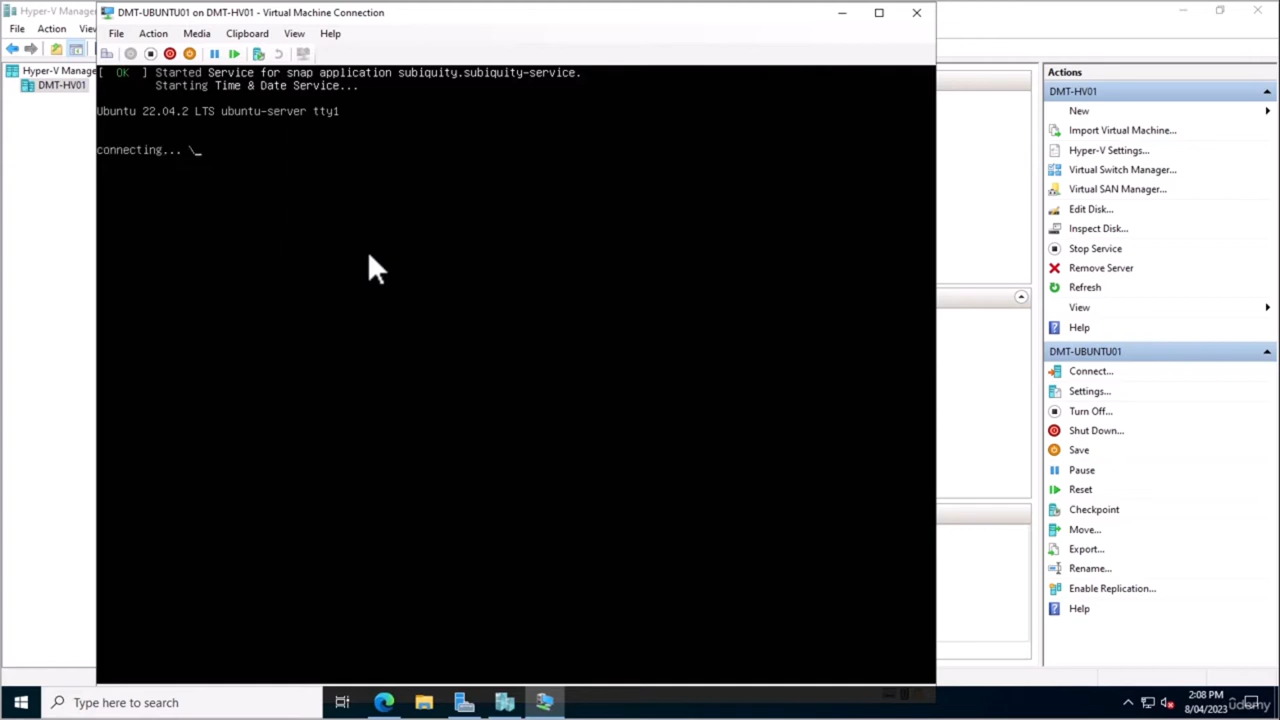 Hyper-V Manage
File Action Vie
Hyper-V Manage
DMT-HV01
DMT-UBUNTU01 on DMT-HV01 - Virtual Machine Connection
File Action Media Clipboard View Help
[ OK ] Started Service for snap application subiquity.subiquity-service.
Starting Time & Date Service...
Ubuntu 22.04.2 LTS ubuntu-server tty1
connecting... \_
Actions
DMT-HV01
New
Import Virtual Machine...
Hyper-V Settings...
Virtual Switch Manager...
Virtual SAN Manager...
Edit Disk...
Inspect Disk...
Stop Service
Remove Server
Refresh
View
Help
DMT-UBUNTU01
Connect...
Settings...
Turn Off...
Shut Down...
Save
Pause
Reset
Checkpoint
Move...
Export...
Rename...
Enable Replication...
Help
Type here to search
2:08 PM
8/04/2023
udemy